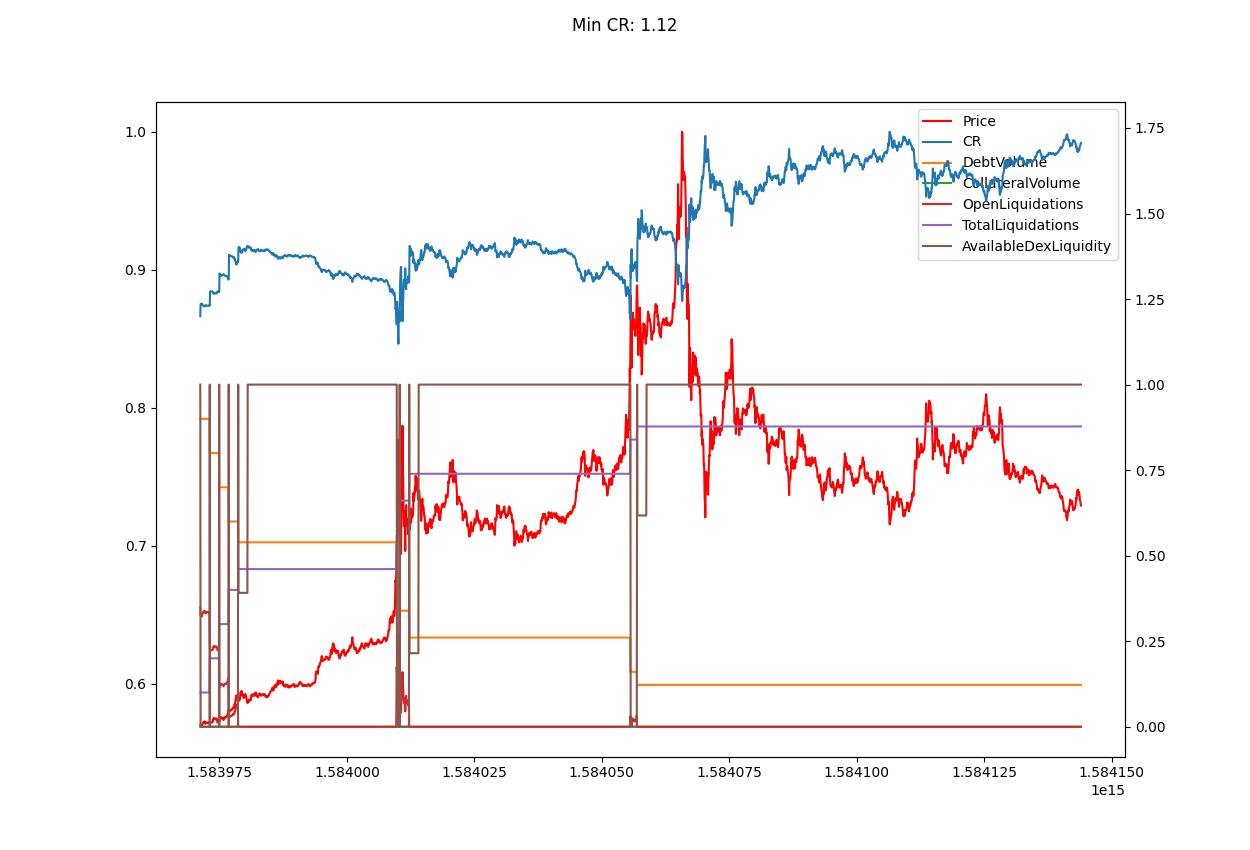 Min CR: 1.12
Price
CR
DebtVolume
CollateralVolume
OpenLiquidations
TotalLiquidations
AvailableDexLiquidity
1.0
0.9
0.8
0.7
0.6
1.75
1.50
1.25
1.00
0.75
0.50
0.25
0.00
1.583975 1.584000 1.584025 1.584050 1.584075 1.584100 1.584125 1.584150
1e15